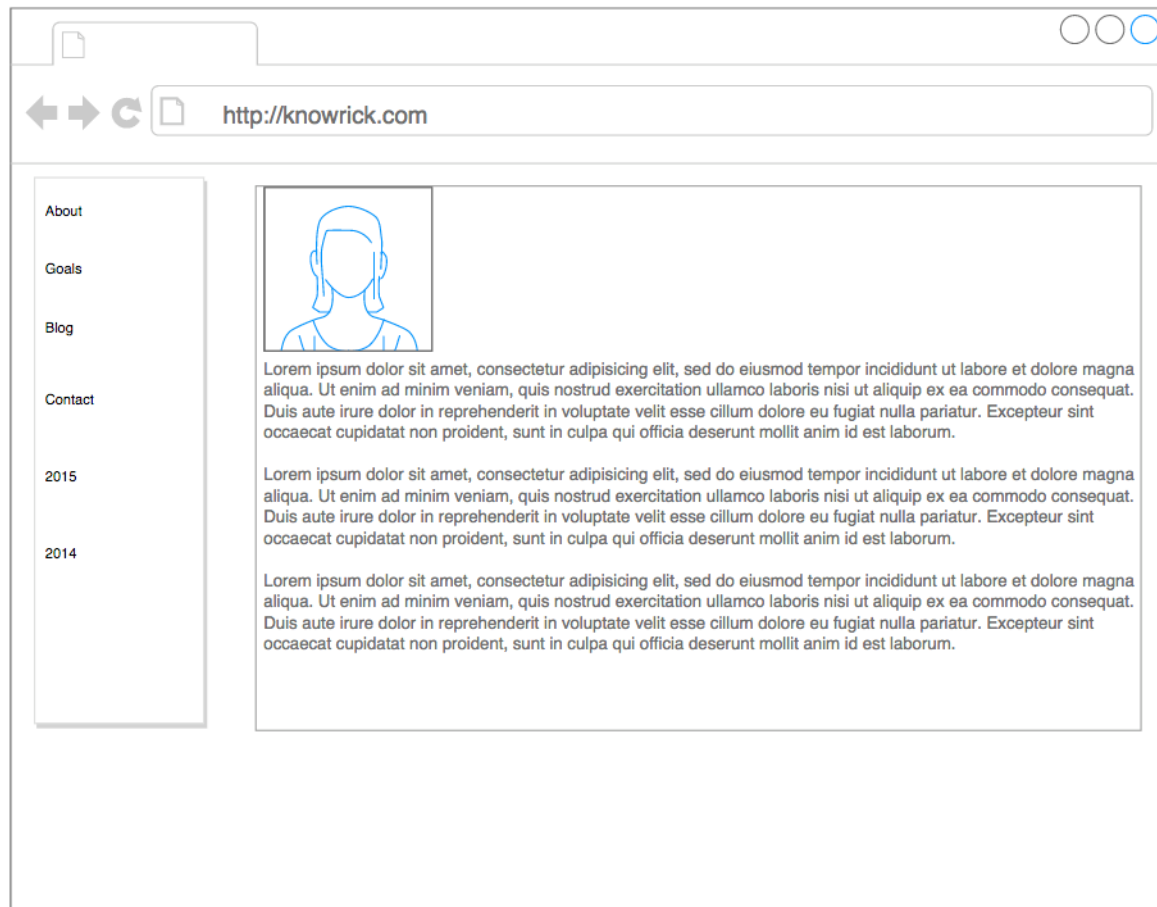 http://knowrick.com
About
Goals
Blog
Contact
2015
2014
Lorem ipsum dolor sit amet, consectetur adipisicing elit, sed do eiusmod tempor incididunt ut labore et dolore magna
aliqua. Ut enim ad minim veniam, quis nostrud exercitation ullamco laboris nisi ut aliquip ex ea commodo consequat.
Duis aute irure dolor in reprehenderit in voluptate velit esse cillum dolore eu fugiat nulla pariatur. Excepteur sint
occaecat cupidatat non proident, sunt in culpa qui officia deserunt mollit anim id est laborum.
Lorem ipsum dolor sit amet, consectetur adipisicing elit, sed do eiusmod tempor incididunt ut labore et dolore magna
aliqua. Ut enim ad minim veniam, quis nostrud exercitation ullamco laboris nisi ut aliquip ex ea commodo consequat.
Duis aute irure dolor in reprehenderit in voluptate velit esse cillum dolore eu fugiat nulla pariatur. Excepteur sint
occaecat cupidatat non proident, sunt in culpa qui officia deserunt mollit anim id est laborum.
Lorem ipsum dolor sit amet, consectetur adipisicing elit, sed do eiusmod tempor incididunt ut labore et dolore magna
aliqua. Ut enim ad minim veniam, quis nostrud exercitation ullamco laboris nisi ut aliquip ex ea commodo consequat.
Duis aute irure dolor in reprehenderit in voluptate velit esse cillum dolore eu fugiat nulla pariatur. Excepteur sint
occaecat cupidatat non proident, sunt in culpa qui officia deserunt mollit anim id est laborum.